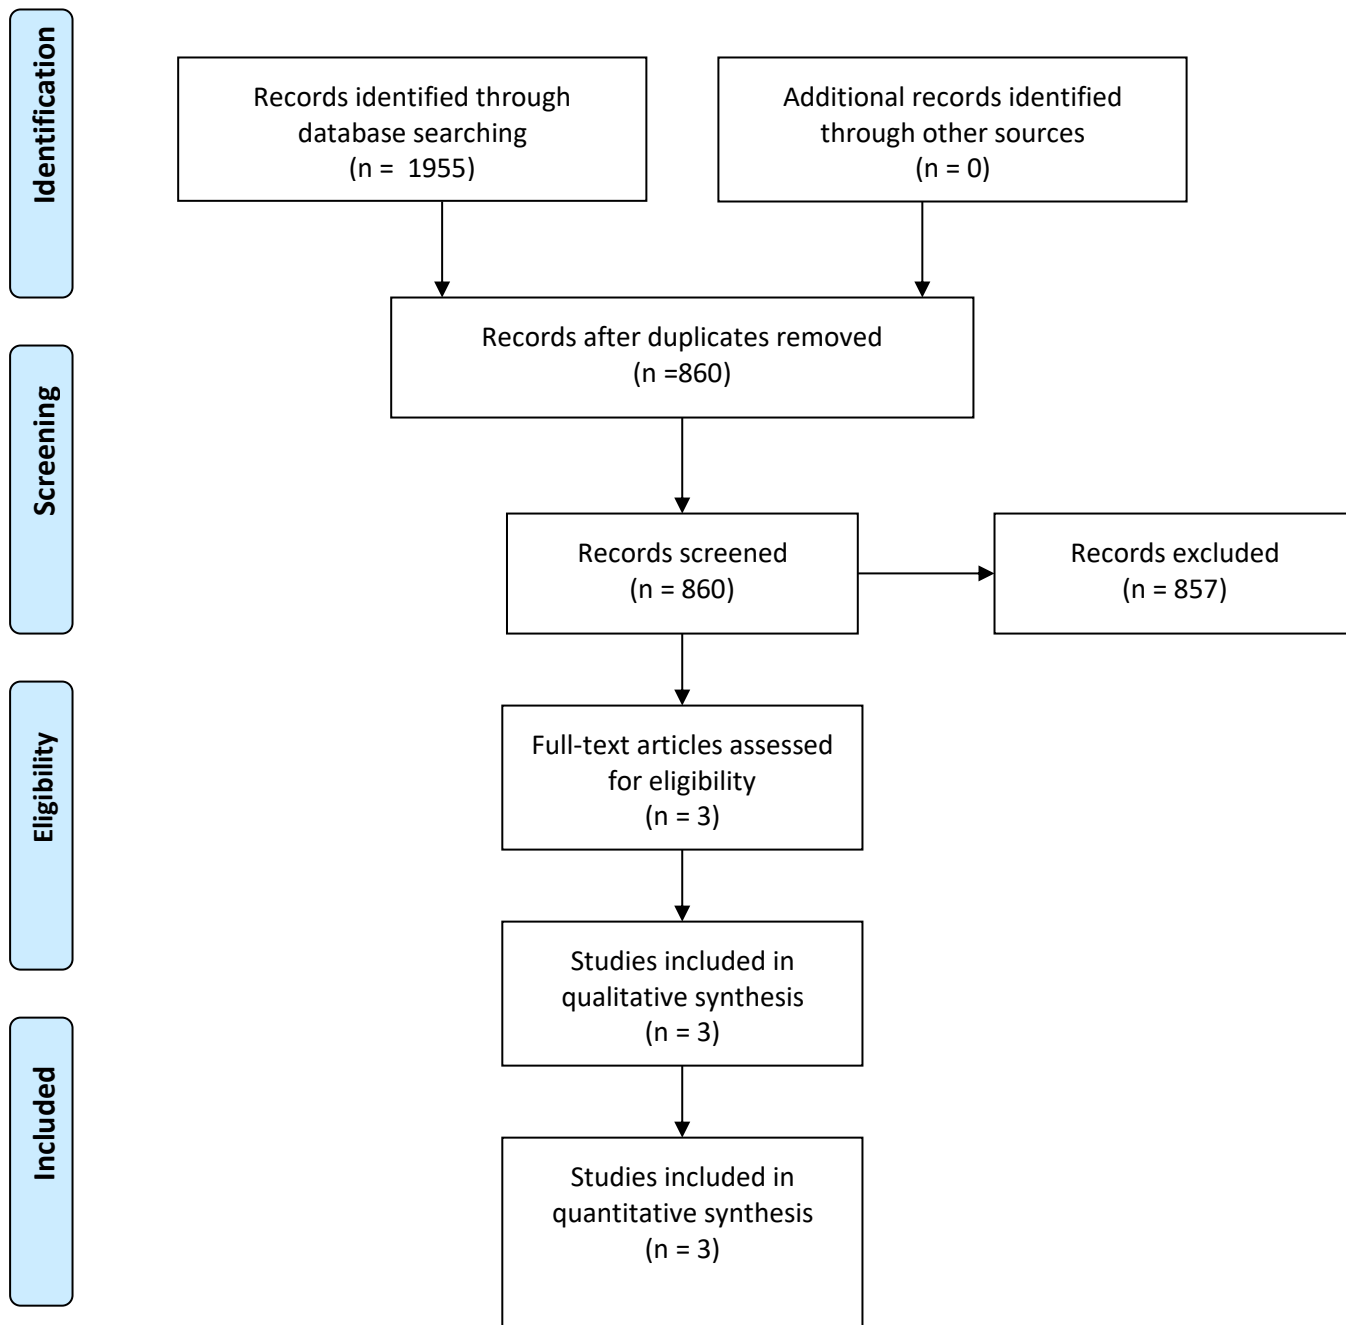 Identification
Records identified through
database searching
(n =  1955)
Additional records identified
through other sources
(n = 0)
Records after duplicates removed
(n =860)
Screening
Records screened
(n = 860)
Records excluded
(n = 857)
Eligibility
Full-text articles assessed
for eligibility
(n = 3)
Studies included in
qualitative synthesis
(n = 3)
Included
Studies included in
quantitative synthesis
(n = 3)